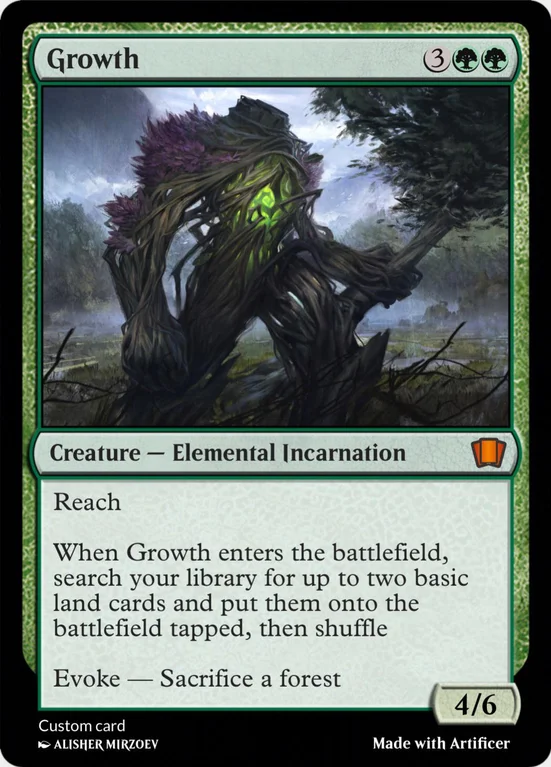 Growth 3
Creature — Elemental Incarnation
Reach
When Growth enters the battlefield,
search your library for up to two basic
land cards and put them onto the
battlefield tapped, then shuffle
Evoke — Sacrifice a forest
4/6
Custom card
ALISHER MIRZOEV Made with Artificer